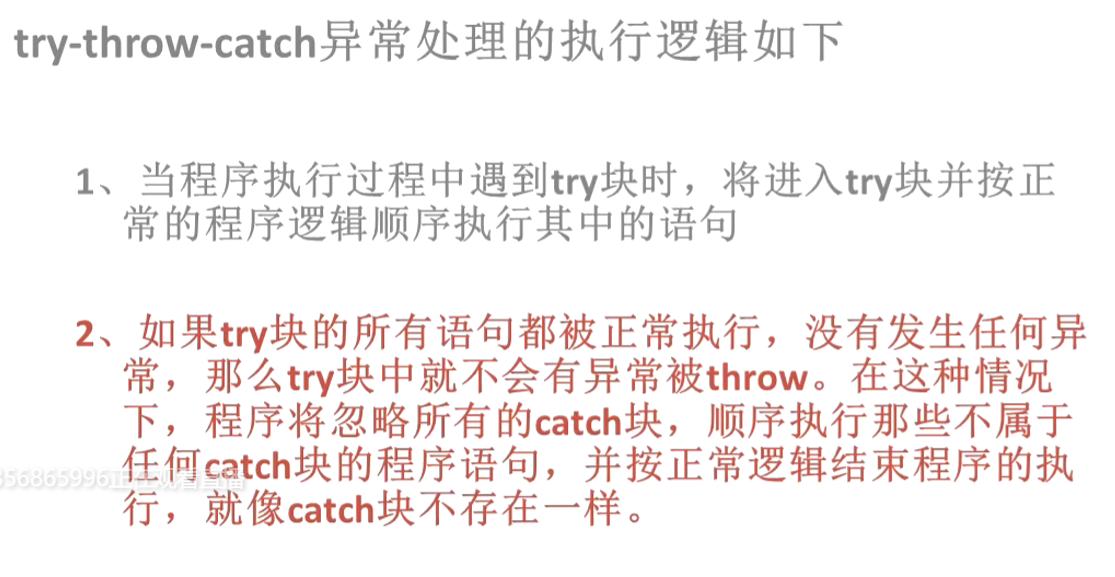 try-throw-catch异常处理的执行逻辑如下
1、当程序执行过程中遇到try块时，将进入try块并按正
常的程序逻辑顺序执行其中的语句
2、如果try块的所有语句都被正常执行，没有发生任何异
常，那么try块中就不会有异常被throw。在这种情况
下，程序将忽略所有的catch块，顺序执行那些不属于
任何catch块的程序语句，并按正常逻辑结束程序的执
356865996正在观看直播
行，就像catch块不存在一样。